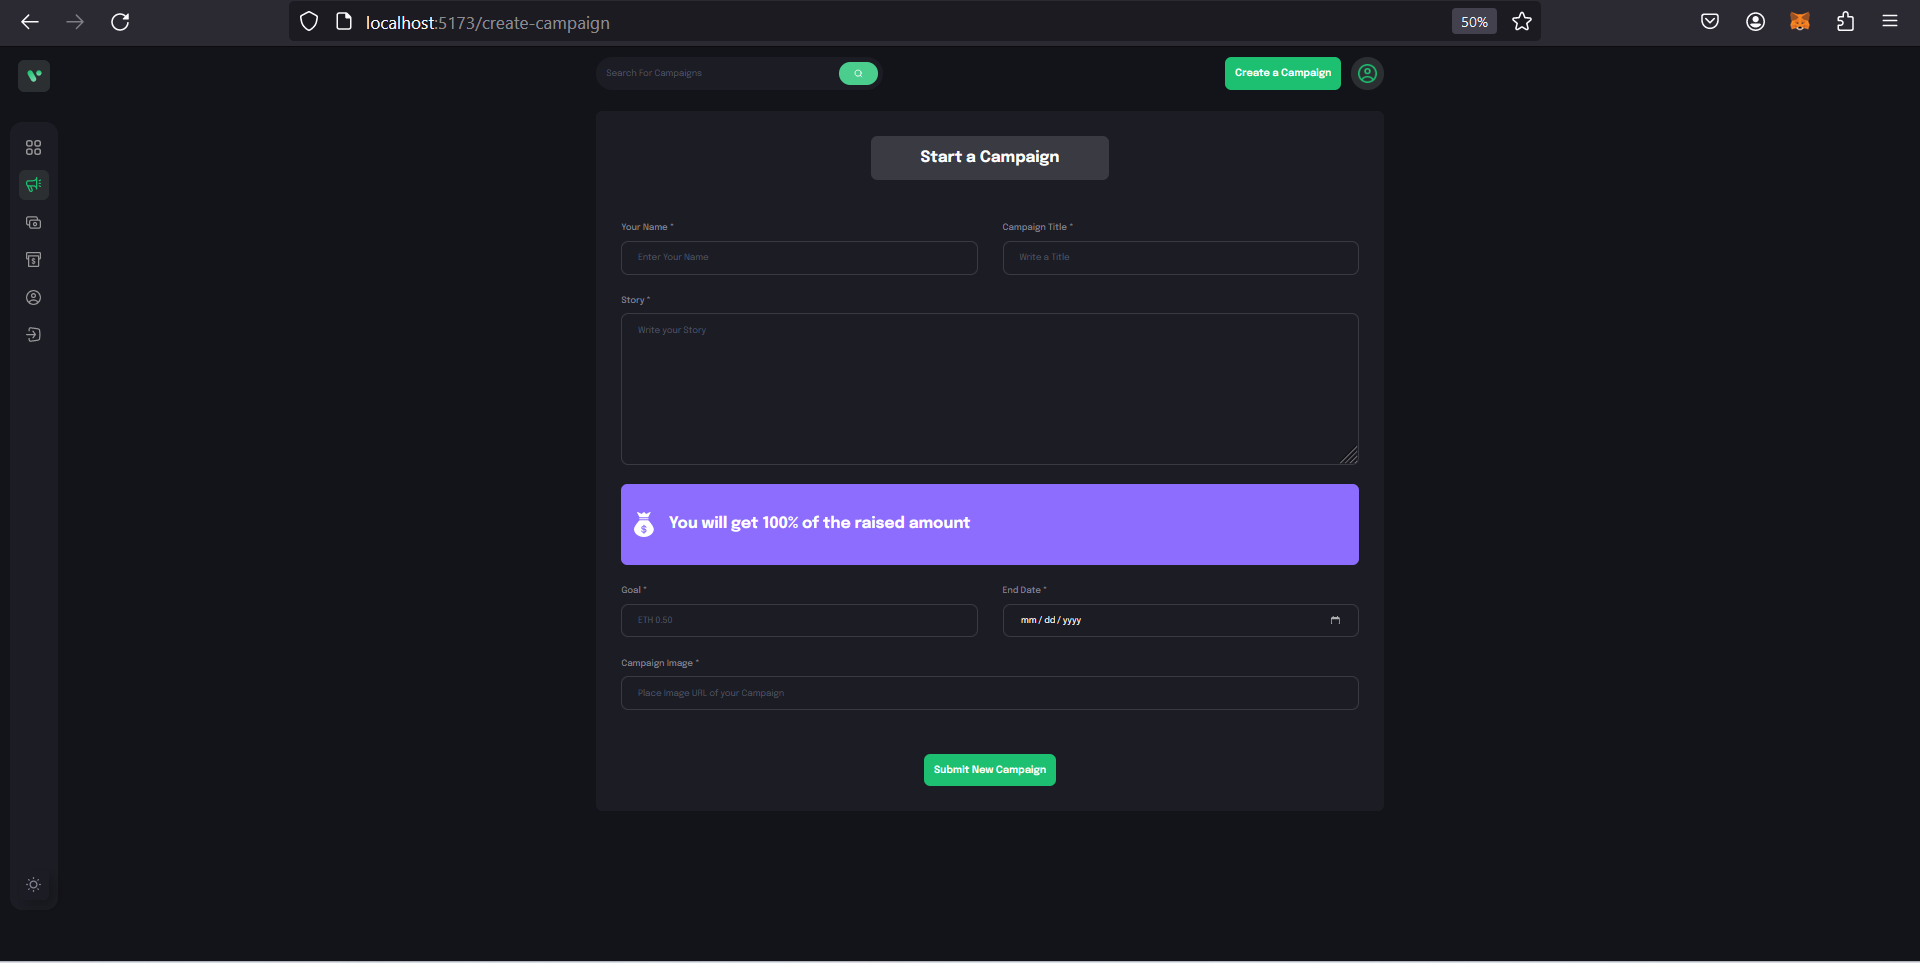 localhost:5173/create-campaign
50%
Search For Campaigns
Create a Campaign
Start a Campaign
Your Name *
Campaign Title *
Enter Your Name
Write a Title
Story *
Write your Story
$
You will get 100% of the raised amount
Goal *
End Date *
ETH 0.50
mm / dd / yyyy
Campaign Image *
Place Image URL of your Campaign
Submit New Campaign